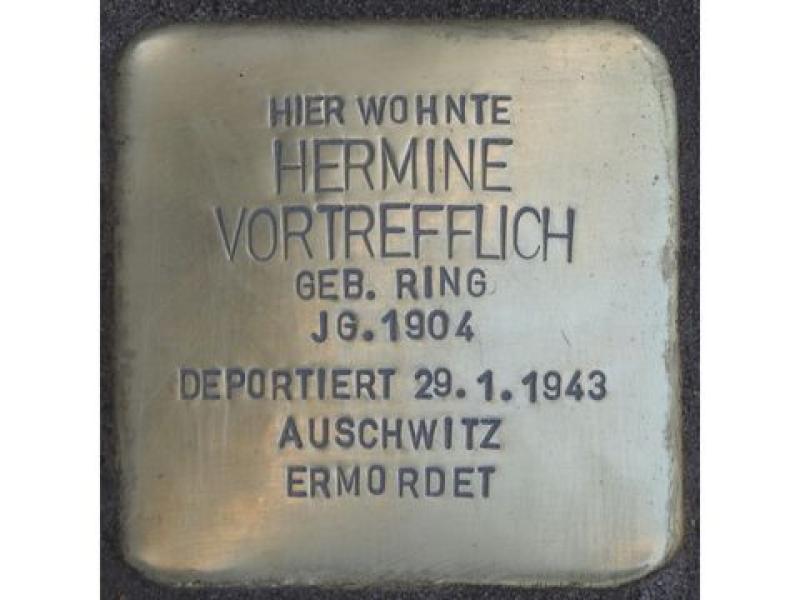 HIER WOHNTE
HERMINE
VORTREFFLICH
GEB. RING
JG. 1904
DEPORTIERT 29.1.1943
AUSCHWITZ
ERMORDET